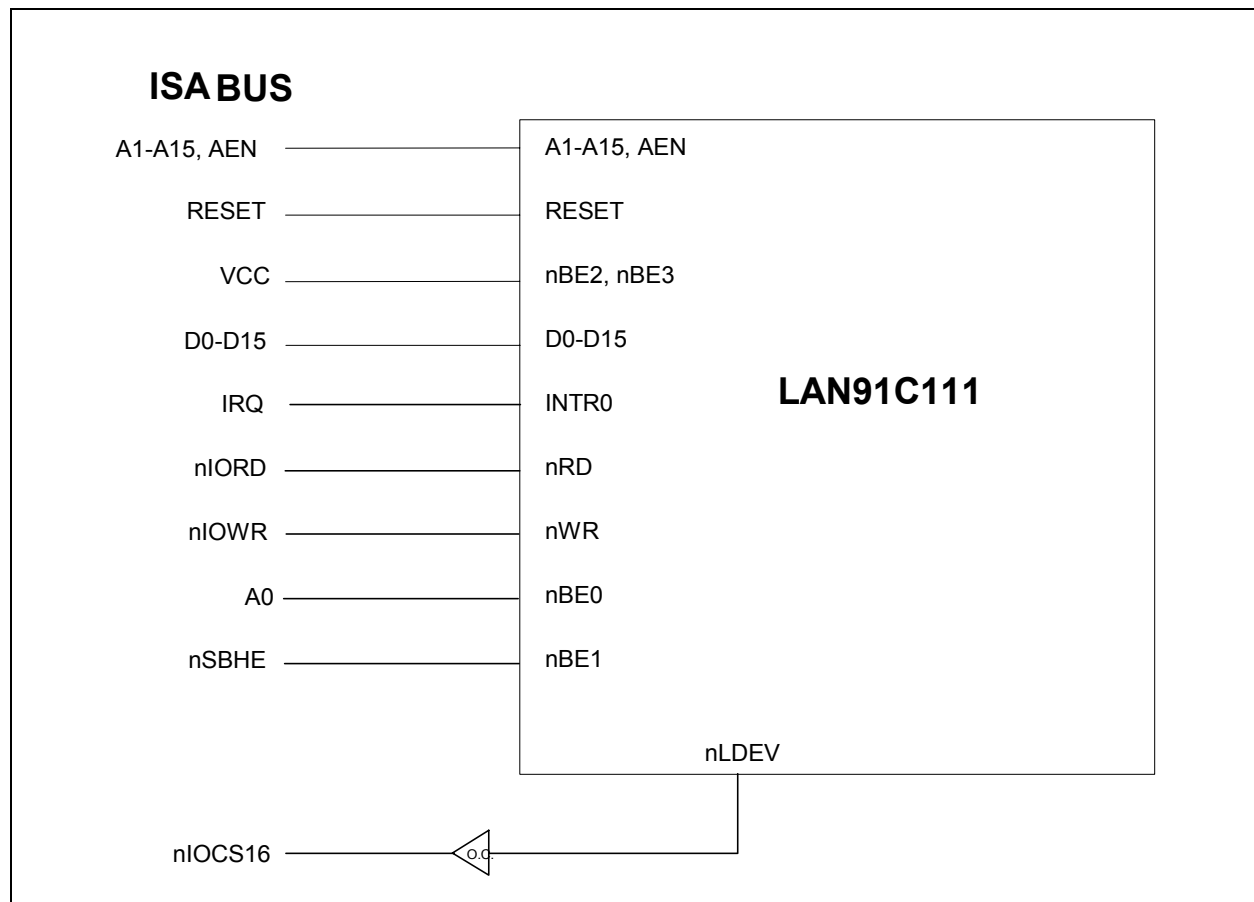 ISA BUS
A1-A15, AEN A1-A15, AEN
RESET RESET
VCC nBE2, nBE3
D0-D15 D0-D15
LAN91C111
IRQ INTR0
nIORD nRD
nIOWR nWR
A0 nBE0
nSBHE nBE1
nLDEV
nIOCS16 O.C.